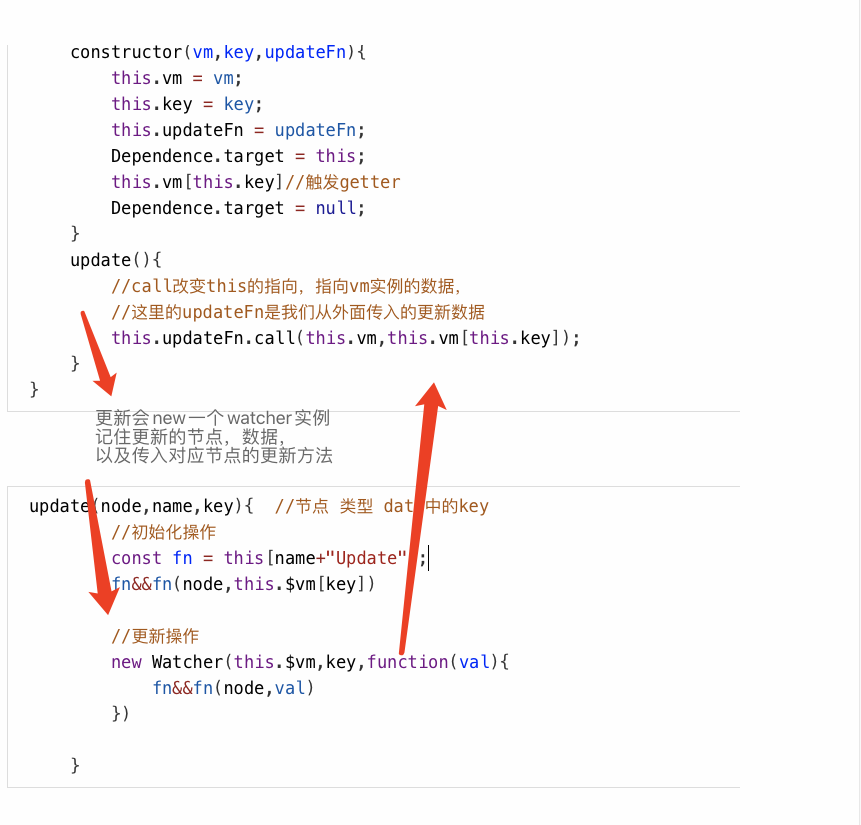 constructor(vm,key,updateFn){
this.vm = vm;
this.key = key;
this.updateFn = updateFn;
Dependence.target = this;
this.vm[this.key]//触发getter
Dependence.target = null;
}
update(){
//call改变this的指向，指向vm实例的数据，
//这里的updateFn是我们从外面传入的更新数据
this.updateFn.call(this.vm,this.vm[this.key]);
}
}
更新会new一个watcher实例
记住更新的节点，数据，
以及传入对应节点的更新方法
update(node,name,key){  //节点 类型 dat 中的key
//初始化操作
const fn = this[name+"Update" ;
fn&&fn(node,this.$vm[key])
//更新操作
new Watcher(this.$vm,key,function(val){
fn&&fn(node,val)
})
}